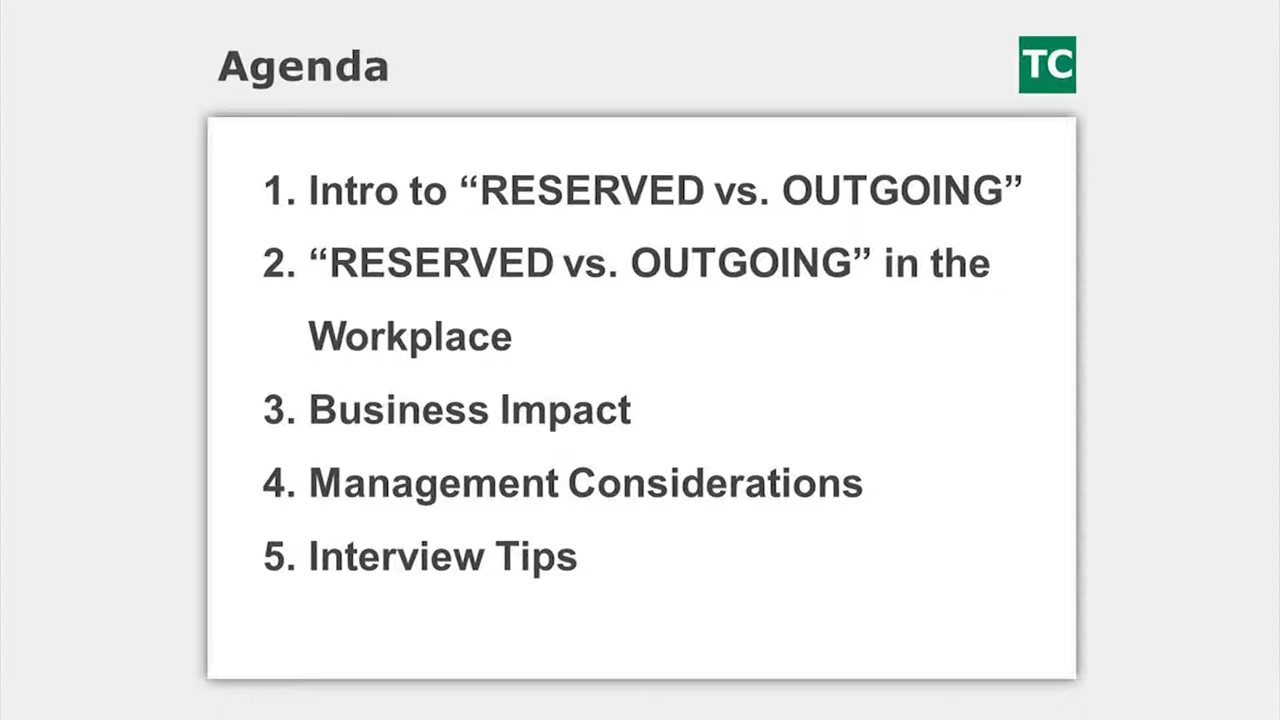 Agenda
TC
1. Intro to “RESERVED vs. OUTGOING”
2. “RESERVED vs. OUTGOING” in the
Workplace
3. Business Impact
4. Management Considerations
5. Interview Tips